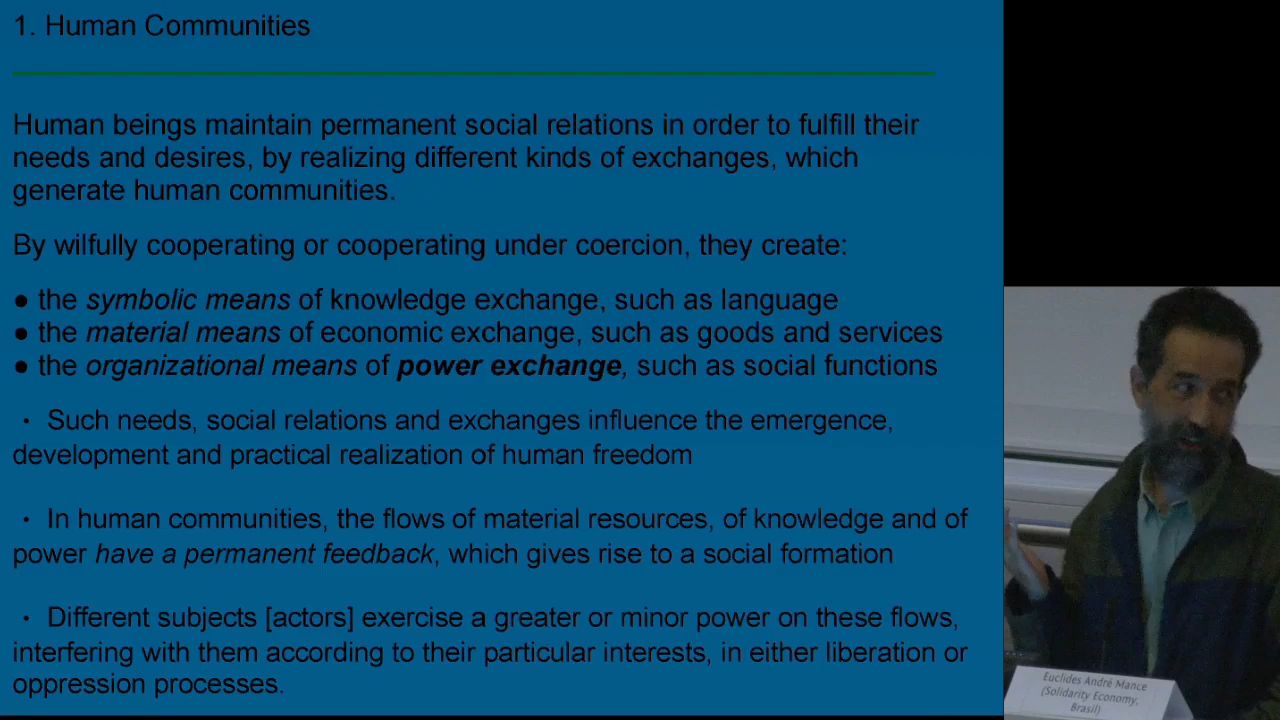 1. Human Communities
Human beings maintain permanent social relations in order to fulfill their
needs and desires, by realizing different kinds of exchanges, which
generate human communities.
By wilfully cooperating or cooperating under coercion, they create:
● the symbolic means of knowledge exchange, such as language
● the material means of economic exchange, such as goods and services
● the organizational means of power exchange, such as social functions
· Such needs, social relations and exchanges influence the emergence,
development and practical realization of human freedom
· In human communities, the flows of material resources, of knowledge and of
power have a permanent feedback, which gives rise to a social formation
· Different subjects [actors] exercise a greater or minor power on these flows,
interfering with them according to their particular interests, in either liberation or
oppression processes.
Euclides André Mance
(Solidarity Economy,
Brasil)